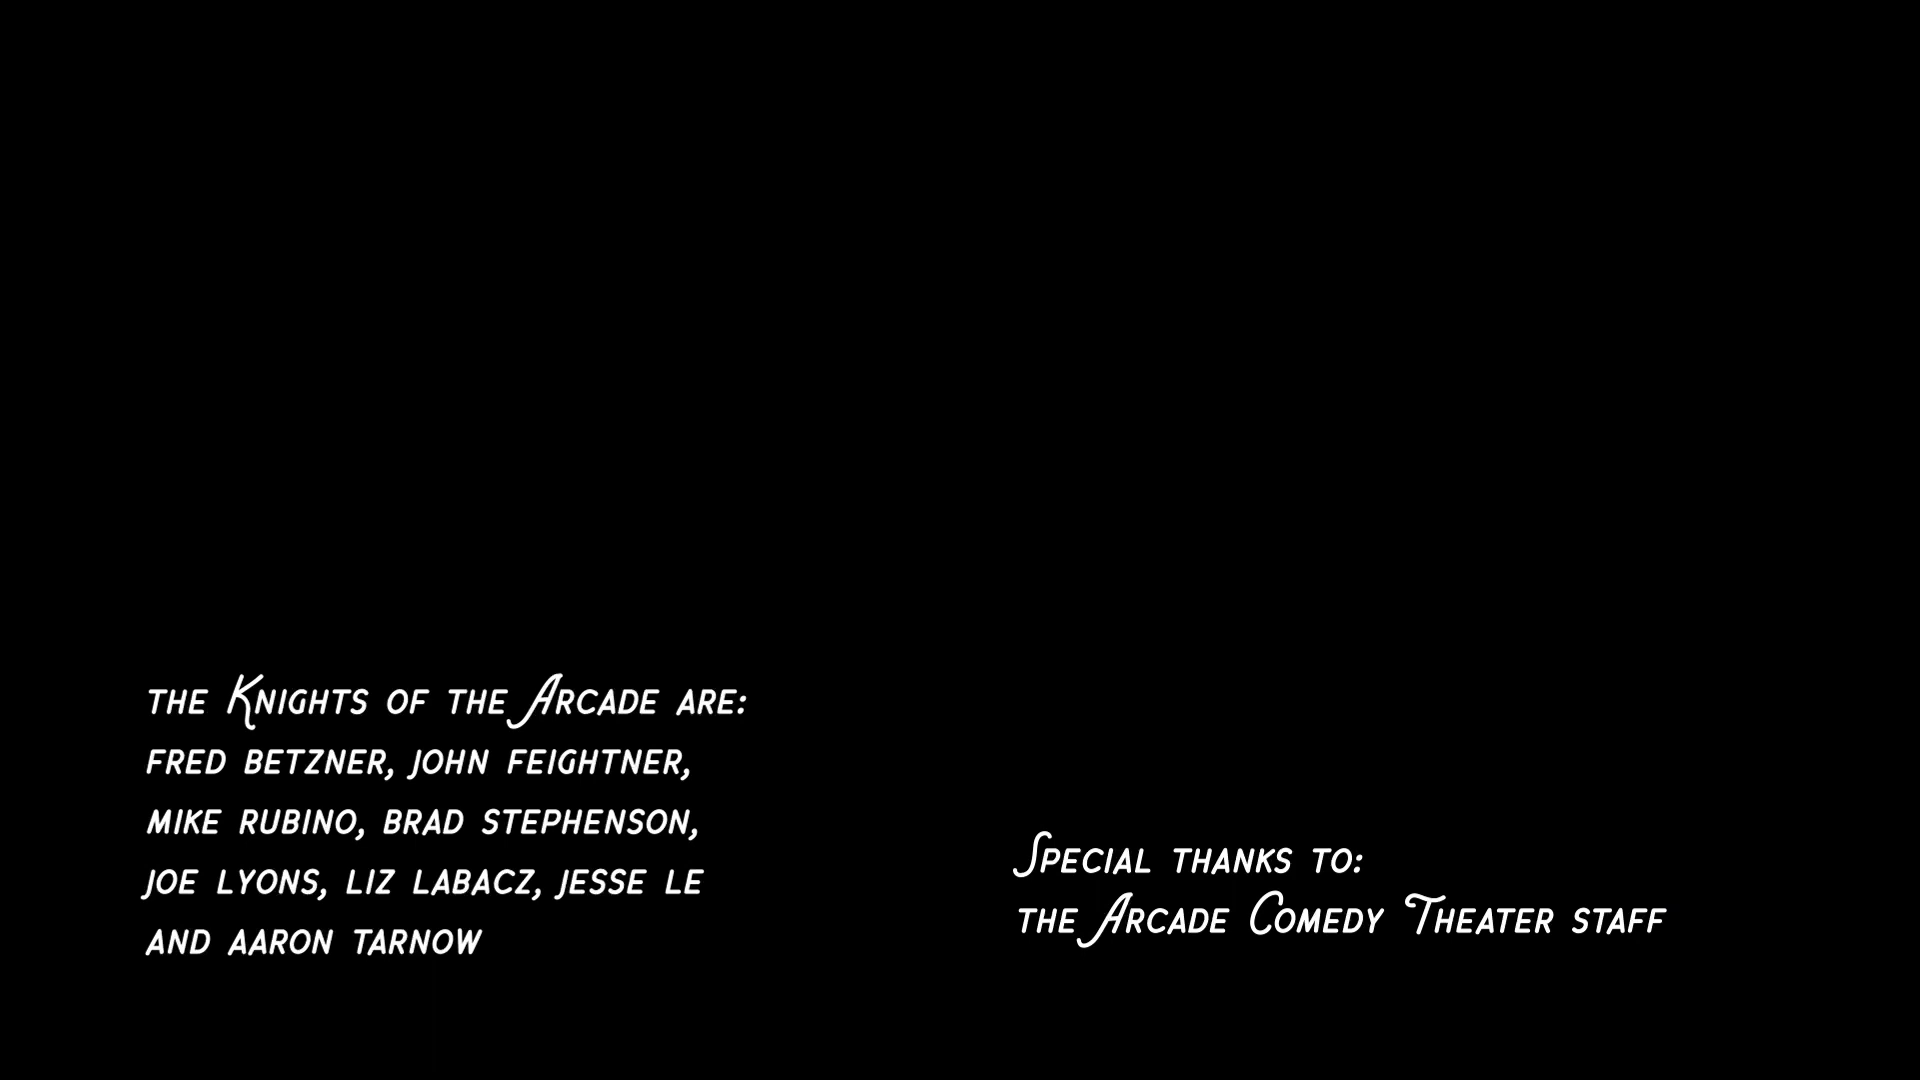 the Knights of the Arcade are:
fred betzner, john feightner,
mike rubino, brad stephenson,
joe lyons, liz labacz, jesse le
and aaron tarnow
Special thanks to:
the Arcade Comedy Theater staff